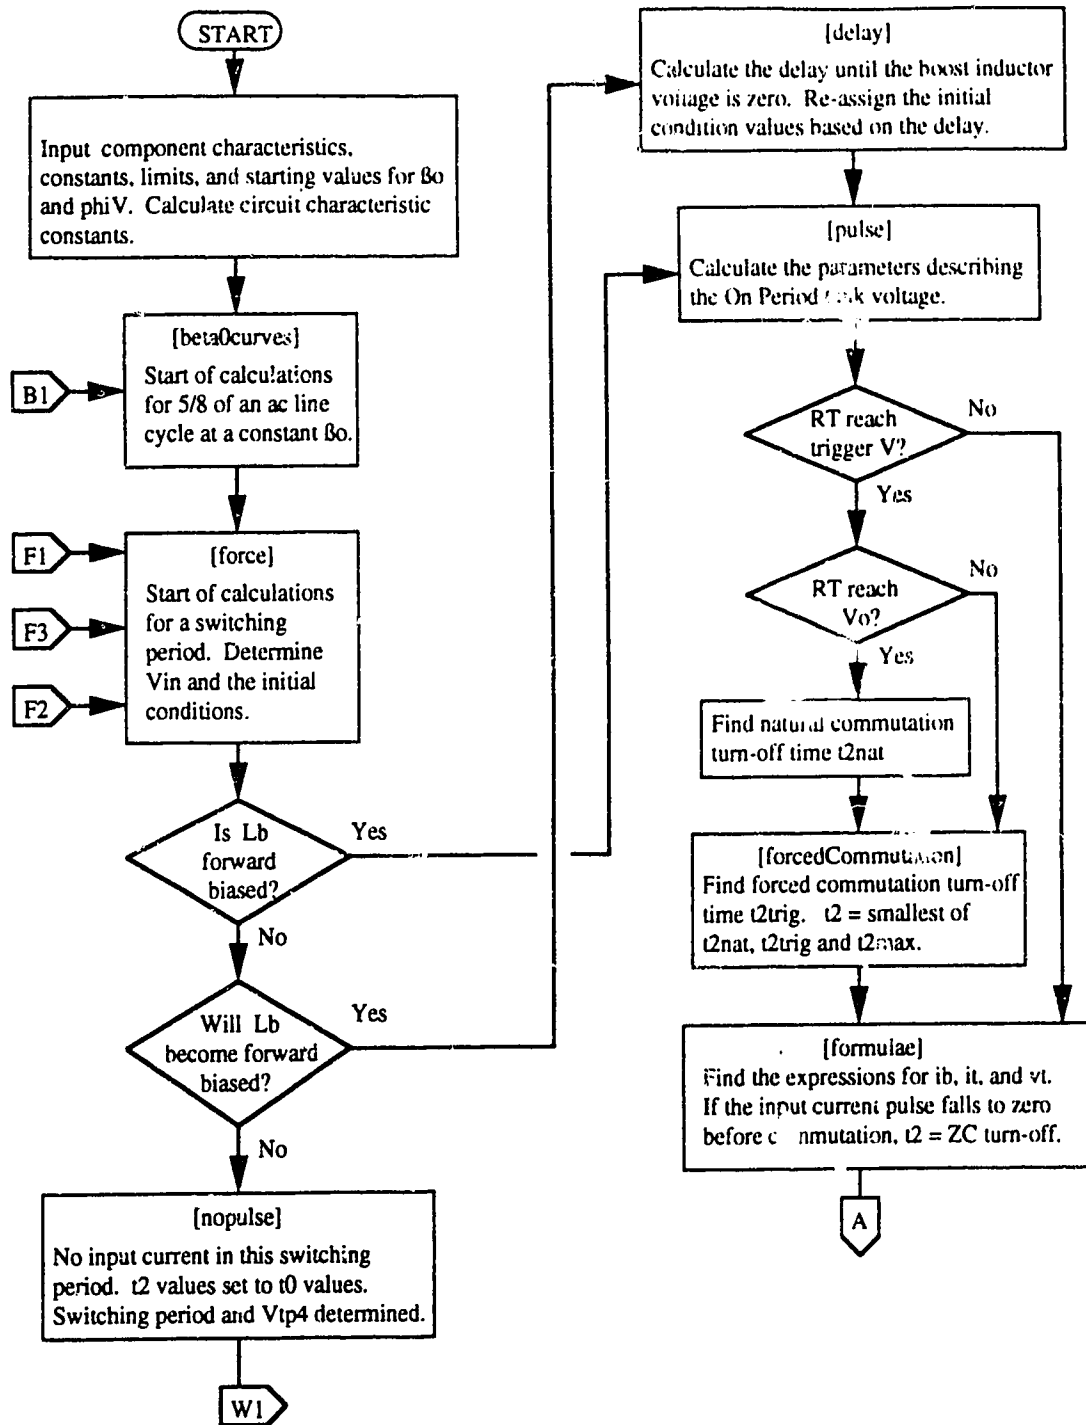 START
Input component characteristics,
constants, limits, and starting values for ßo
and phiV. Calculate circuit characteristic
constants.
[beta0curves]
Start of calculations
for 5/8 of an ac line
cycle at a constant ßo.
B1
[force]
Start of calculations
for a switching
period. Determine
Vin and the initial
conditions.
F1
F3
F2
Is Lb
forward
biased?
Yes
No
Will Lb
become forward
biased?
Yes
No
[nopulse]
No input current in this switching
period. t2 values set to t0 values.
Switching period and Vtp4 determined.
W1
[delay]
Calculate the delay until the boost inductor
voltage is zero. Re-assign the initial
condition values based on the delay.
[pulse]
Calculate the parameters describing
the On Period voltage.
RT reach
trigger V?
No
Yes
RT reach
Vo?
No
Yes
Find natural commutation
turn-off time t2nat
[forcedCommutation]
Find forced commutation turn-off
time t2trig. t2 = smallest of
t2nat, t2trig and t2max.
[formulae]
Find the expressions for ib, it, and vt.
If the input current pulse falls to zero
before t2 = ZC turn-off.
A